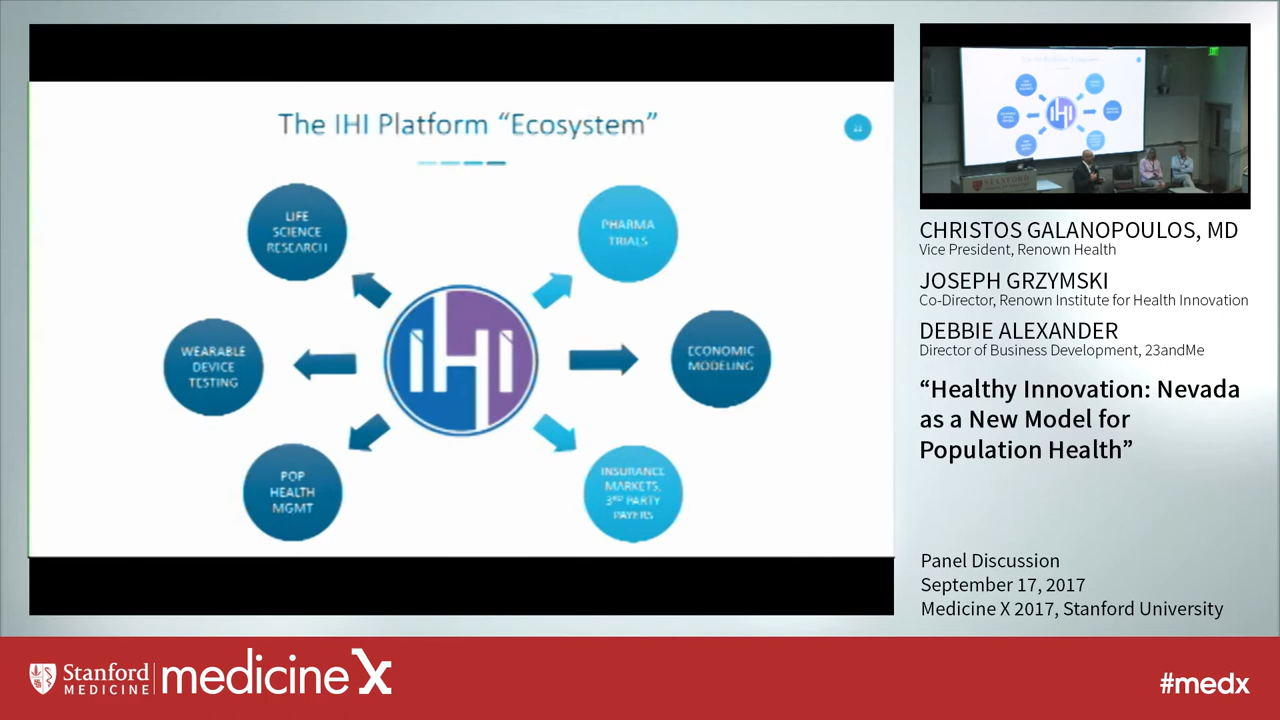 The IHI Platform “Ecosystem”
LIFE
SCIENCE
RESEARCH
PHARMA
TRIALS
WEARABLE
DEVICE
TESTING
IHI
ECONOMIC
MODELING
POP
HEALTH
MGMT
INSURANCE
MARKETS,
3RD PARTY
PAYERS
CHRISTOS GALANOPOULOS, MD
Vice President, Renown Health
JOSEPH GRZYMSKI
Co-Director, Renown Institute for Health Innovation
DEBBIE ALEXANDER
Director of Business Development, 23andMe
“Healthy Innovation: Nevada
as a New Model for
Population Health”
Panel Discussion
September 17, 2017
Medicine X 2017, Stanford University
Stanford
MEDICINE
medicineX
#medx